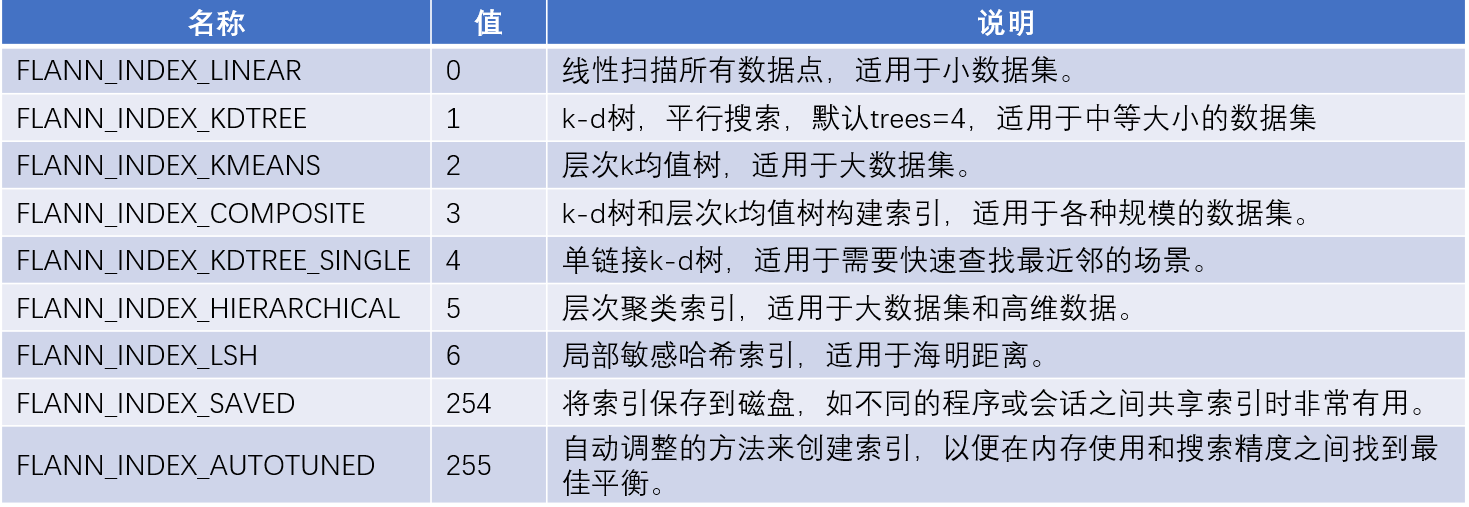 名称 值 说明
FLANN_INDEX_LINEAR 0 线性扫描所有数据点，适用于小数据集。
FLANN_INDEX_KDTREE 1 k-d树，平行搜索，默认trees=4，适用于中等大小的数据集
FLANN_INDEX_KMEANS 2 层次k均值树，适用于大数据集。
FLANN_INDEX_COMPOSITE 3 k-d树和层次k均值树构建索引，适用于各种规模的数据集。
FLANN_INDEX_KDTREE_SINGLE 4 单链接k-d树，适用于需要快速查找最近邻的场景。
FLANN_INDEX_HIERARCHICAL 5 层次聚类索引，适用于大数据集和高维数据。
FLANN_INDEX_LSH 6 局部敏感哈希索引，适用于海明距离。
FLANN_INDEX_SAVED 254 将索引保存到磁盘，如不同的程序或会话之间共享索引时非常有用。
FLANN_INDEX_AUTOTUNED 255 自动调整的方法来创建索引，以便在内存使用和搜索精度之间找到最
佳平衡。